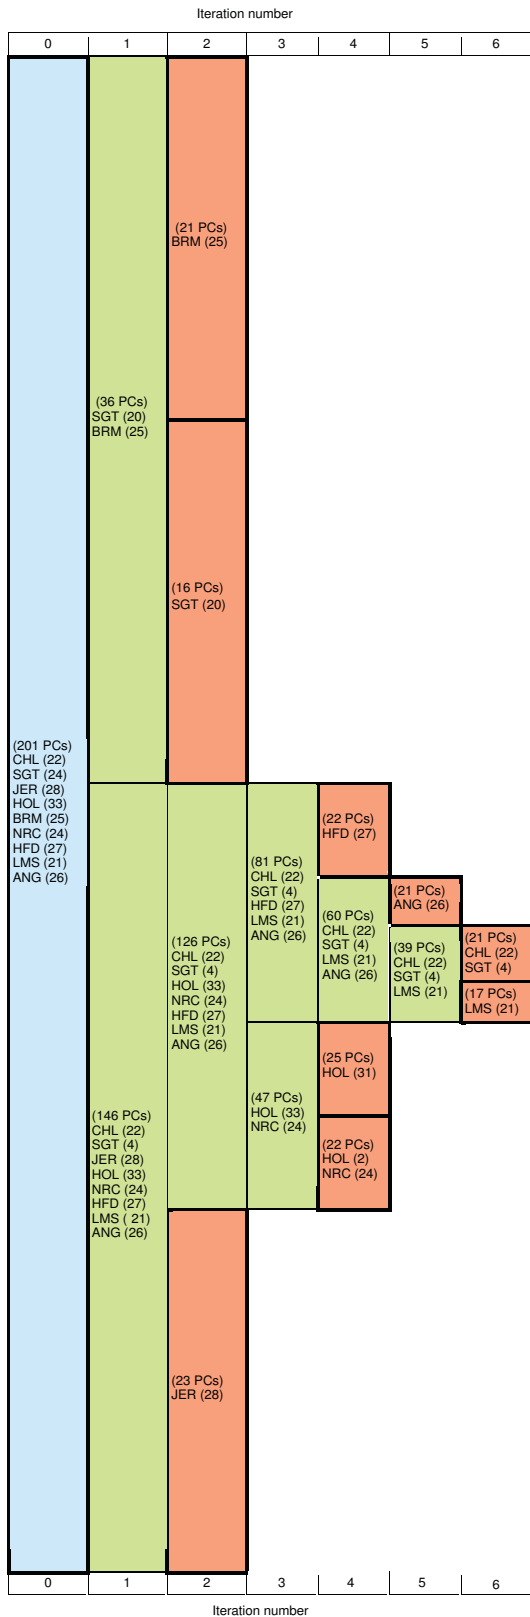 Iteration number
0 1 2 3 4 5 6
(21 PCs)
BRM (25)
(36 PCs)
SGT (20)
BRM (25)
(16 PCs)
SGT (20)
(201 PCs)
CHL (22)
SGT (24)
JER (28)
HOL (33)
BRM (25)
NRC (24)
HFD (27)
LMS (21)
ANG (26)
(146 PCs)
CHL (22)
SGT (4)
JER (28)
HOL (33)
NRC (24)
HFD (27)
LMS ( 21)
ANG (26)
(126 PCs)
CHL (22)
SGT (4)
HOL (33)
NRC (24)
HFD (27)
LMS (21)
ANG (26)
(23 PCs)
JER (28)
(81 PCs)
CHL (22)
SGT (4)
HFD (27)
LMS (21)
ANG (26)
(47 PCs)
HOL (33)
NRC (24)
(22 PCs)
HFD (27)
(60 PCs)
CHL (22)
SGT (4)
LMS (21)
ANG (26)
(25 PCs)
HOL (31)
(22 PCs)
HOL (2)
NRC (24)
(21 PCs)
ANG (26)
(39 PCs)
CHL (22)
SGT (4)
LMS (21)
(21 PCs)
CHL (22)
SGT (4)
(17 PCs)
LMS (21)
0 1 2 3 4 5 6
Iteration number